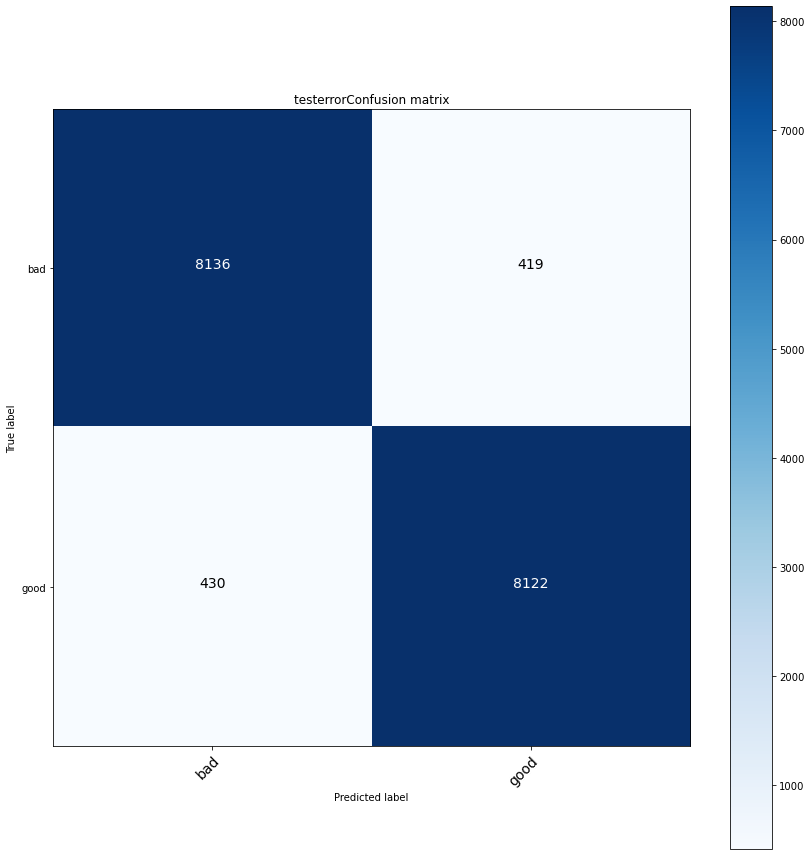 testerrorConfusion matrix
8000
7000
6000
5000
4000
3000
2000
1000
True label
bad
8136
419
good
430
8122
bad
good
Predicted label